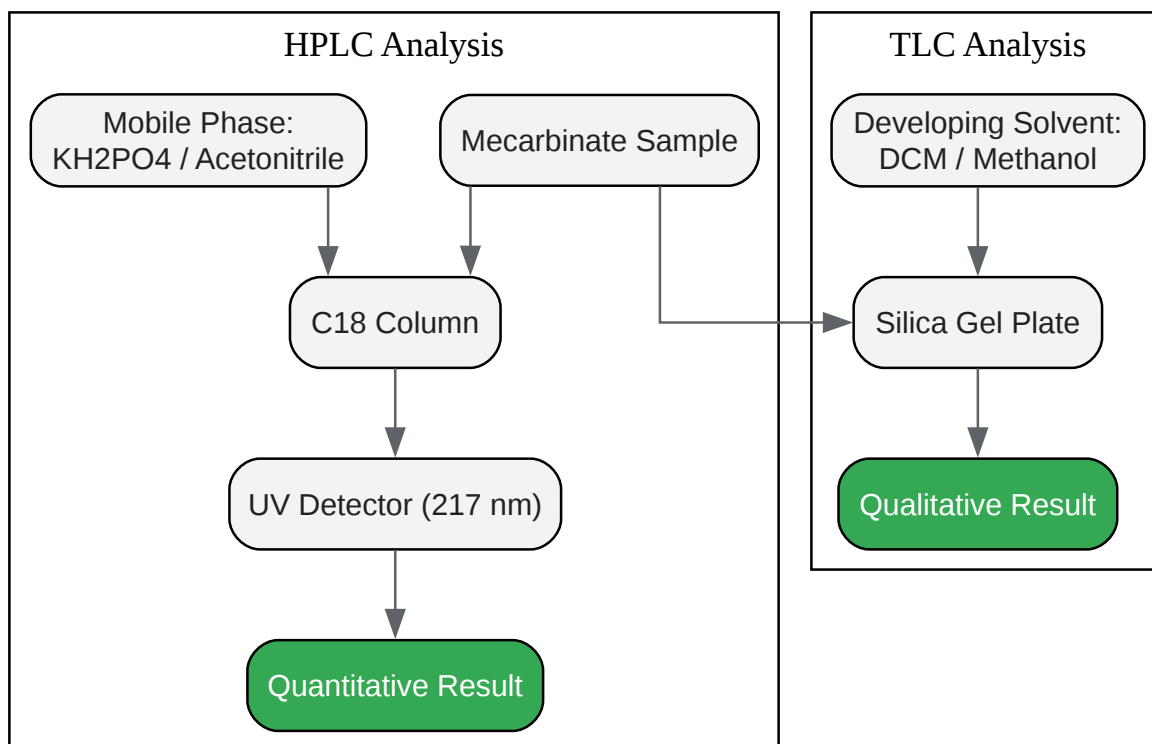 HPLC Analysis
Mobile Phase:
KH2PO4 / Acetonitrile
Mecarbinate Sample
C18 Column
UV Detector (217 nm)
Quantitative Result
TLC Analysis
Developing Solvent:
DCM / Methanol
Silica Gel Plate
Qualitative Result